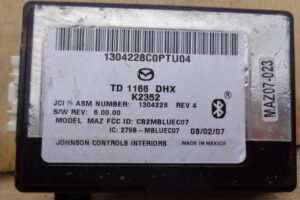 1304228C0PTU04
TD 1166 DHX
K2352
JCI ASM NUMBER: 1304228 REV 4
S/W REV: 6.00.00
MODEL MAZ FCC ID: CB2MBLUEC07
IC: 279B-MBLUEC07 08/02/07
JOHNSON CONTROLS INTERIORS MADE IN MEXICO
MAZ07-023